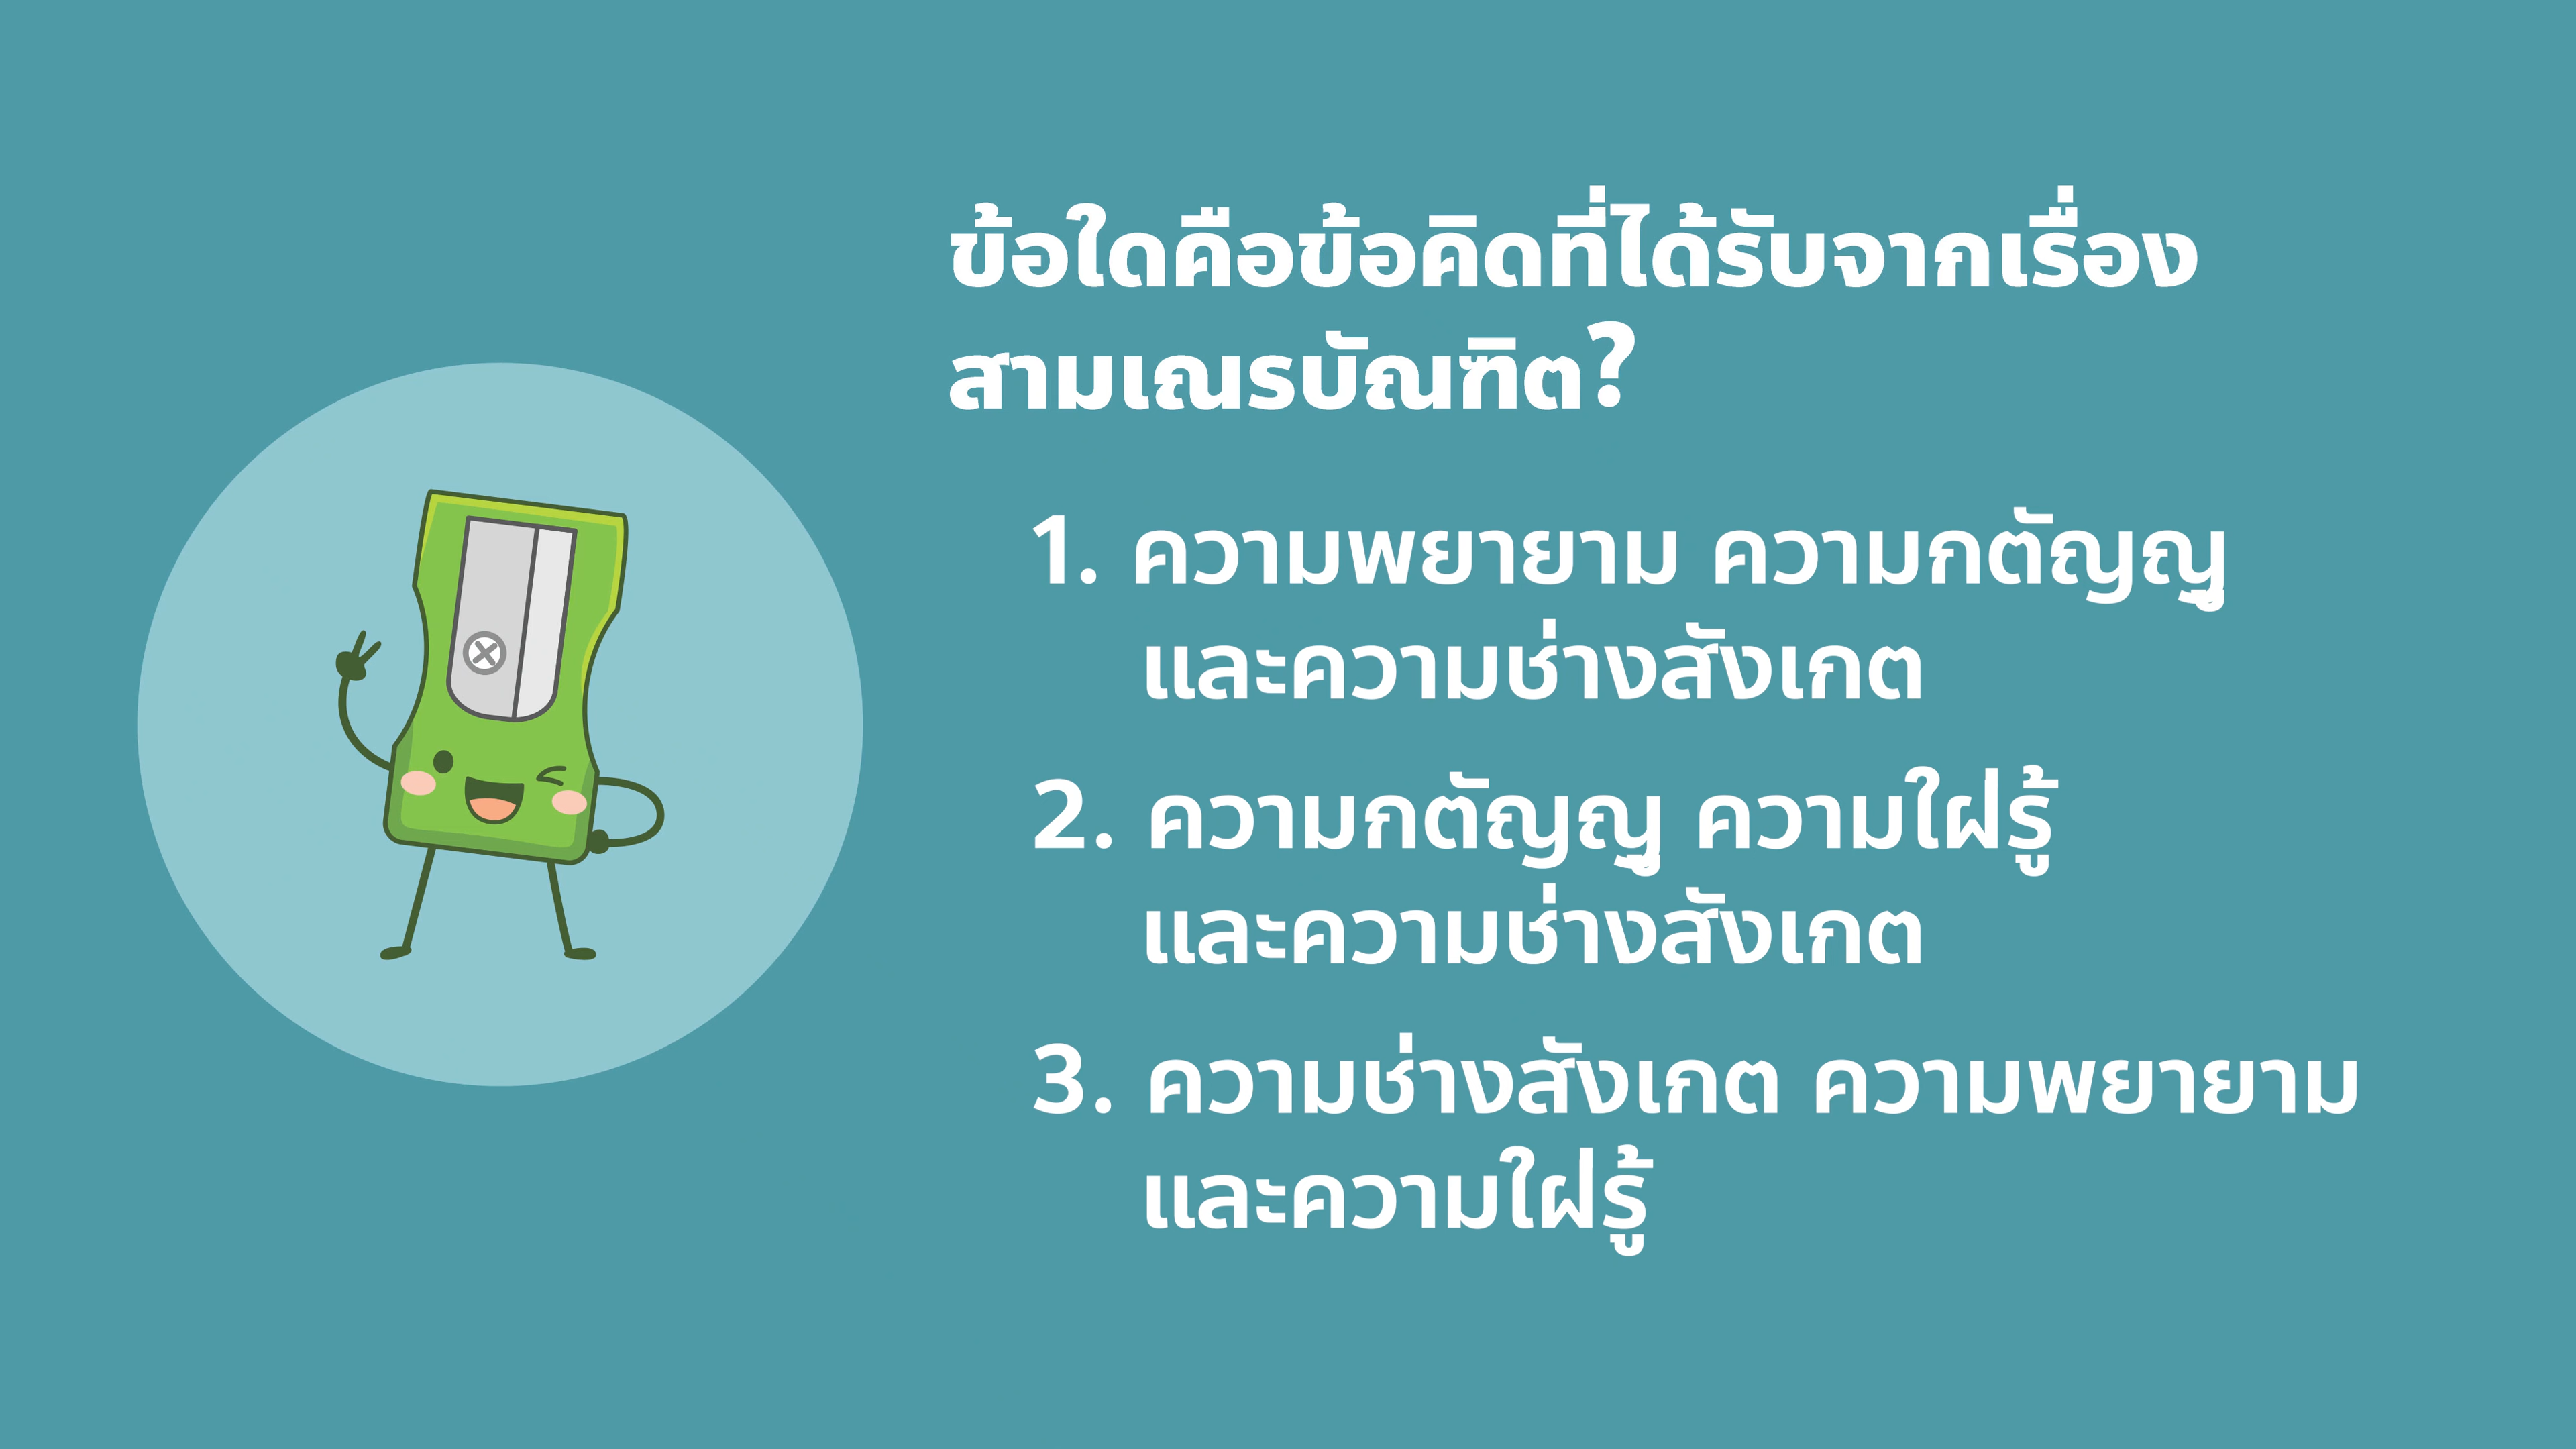 ข้อใดคือข้อคิดที่ได้รับจากเรื่อง
สามเณรบัณฑิต?
1. ความพยายาม ความกตัญญู
และความช่างสังเกต
2. ความกตัญญู ความใฝ่รู้
และความช่างสังเกต
3. ความช่างสังเกต ความพยายาม
และความใฝ่รู้